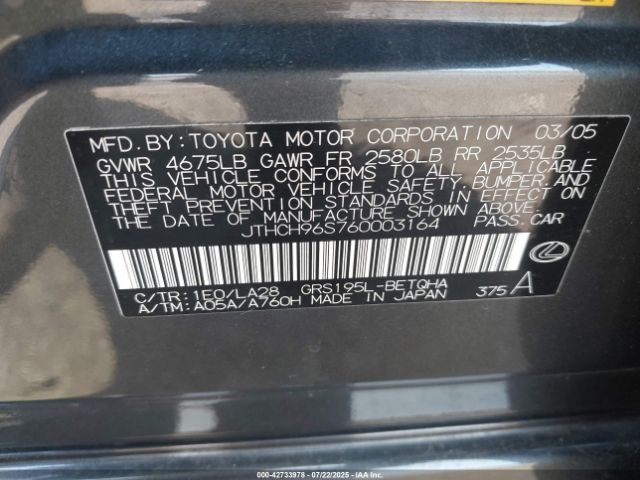 MFD. BY: TOYOTA MOTOR CORPORATION 03/05
GVWR 4675LB GAWR FR 2580LB RR 2535LB
THIS VEHICLE CONFORMS TO ALL APPLICABLE
FEDERAL MOTOR VEHICLE SAFETY, BUMPER, AND
THEFT PREVENTION STANDARDS IN EFFECT ON
THE DATE OF MANUFACTURE SHOWN ABOVE.
JTHCH96S760003164 PASS. CAR
C/TR: 1E0/LA28 GRS195L-BETQHA
A/TM: A05A/A760H MADE IN JAPAN 375 A
000-42733978 07/22/2025 IAAI.COM